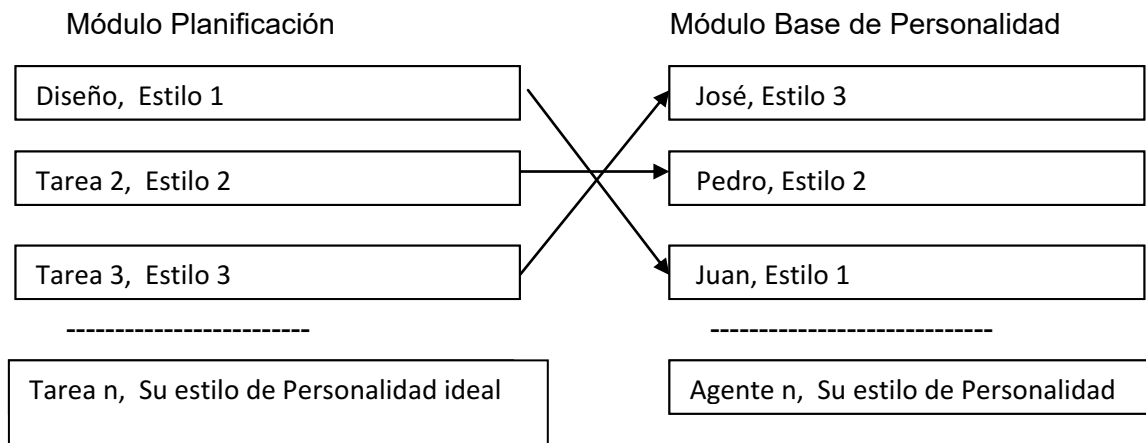 Módulo Planificación
Módulo Base de Personalidad
Diseño, Estilo 1
José, Estilo 3
Tarea 2, Estilo 2
Pedro, Estilo 2
Tarea 3, Estilo 3
Juan, Estilo 1
-------------------------
-----------------------------
Tarea n, Su estilo de Personalidad ideal
Agente n, Su estilo de Personalidad